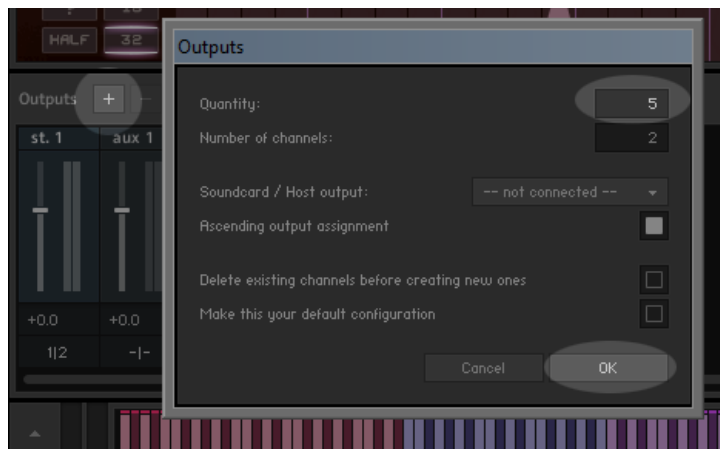 HALF 32
Outputs
Outputs + −
Quantity: 5
st. 1 aux 1
Number of channels: 2
Soundcard / Host output: -- not connected --
Ascending output assignment
Delete existing channels before creating new ones
Make this your default configuration
+0.0 +0.0
1|2 -|-
Cancel OK